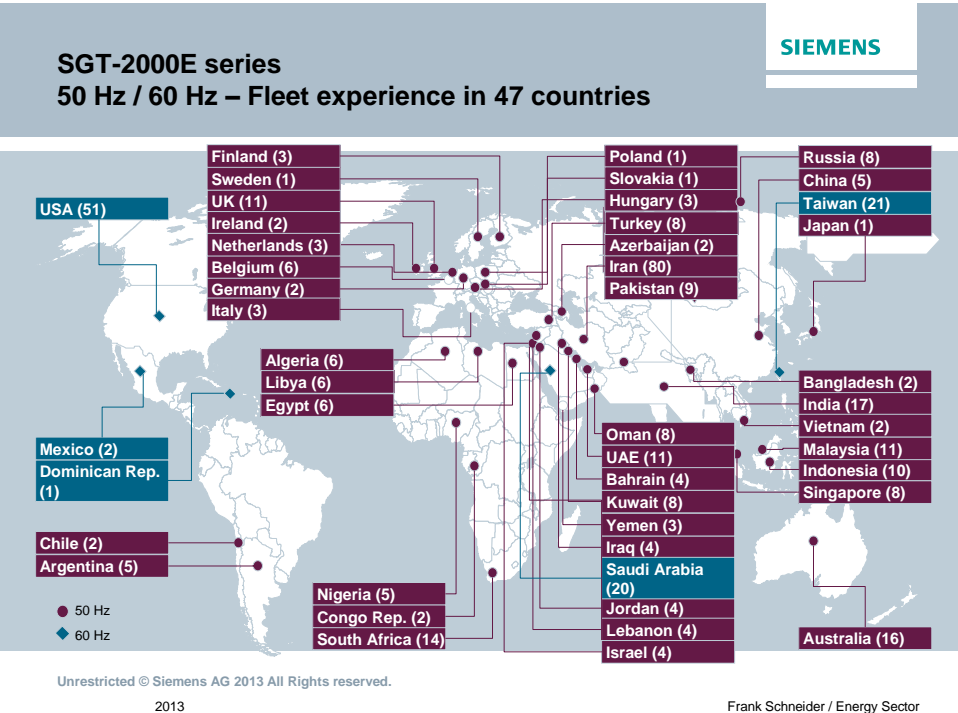 SIEMENS
SGT-2000E series
50 Hz / 60 Hz – Fleet experience in 47 countries
USA (51)
Mexico (2)
Dominican Rep.
(1)
Chile (2)
Argentina (5)
50 Hz
60 Hz
Finland (3)
Sweden (1)
UK (11)
Ireland (2)
Netherlands (3)
Belgium (6)
Germany (2)
Italy (3)
Algeria (6)
Libya (6)
Egypt (6)
Nigeria (5)
Congo Rep. (2)
South Africa (14)
Poland (1)
Slovakia (1)
Hungary (3)
Turkey (8)
Azerbaijan (2)
Iran (80)
Pakistan (9)
Oman (8)
UAE (11)
Bahrain (4)
Kuwait (8)
Yemen (3)
Iraq (4)
Saudi Arabia
(20)
Jordan (4)
Lebanon (4)
Israel (4)
Russia (8)
China (5)
Taiwan (21)
Japan (1)
Bangladesh (2)
India (17)
Vietnam (2)
Malaysia (11)
Indonesia (10)
Singapore (8)
Australia (16)
Unrestricted © Siemens AG 2013 All Rights reserved.
2013
Frank Schneider / Energy Sector